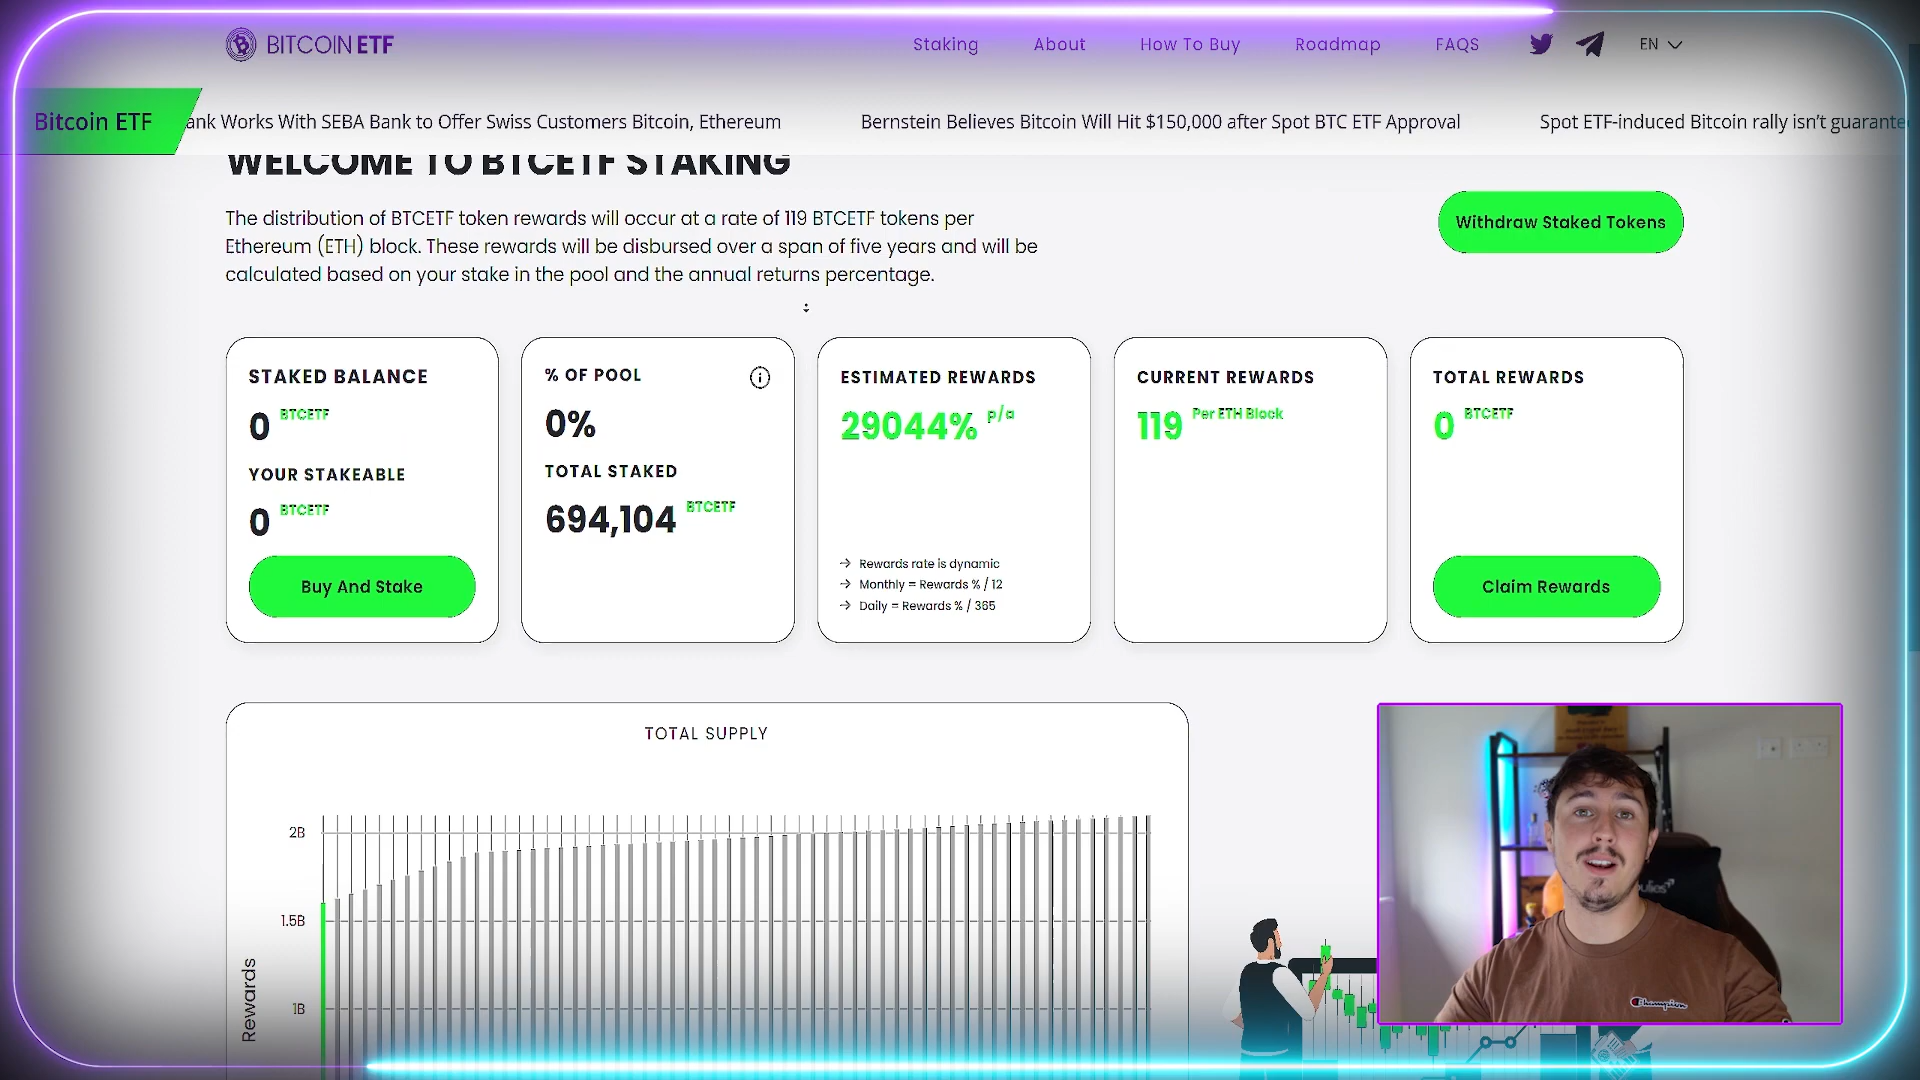 BITCOIN ETF
Staking
About
How To Buy
Roadmap
FAQS
EN
Bitcoin ETF
ank Works With SEBA Bank to Offer Swiss Customers Bitcoin, Ethereum
Bernstein Believes Bitcoin Will Hit $150,000 after Spot BTC ETF Approval
Spot ETF-induced Bitcoin rally isn't guarante
WELCOME TO BTCETF STAKING
The distribution of BTCETF token rewards will occur at a rate of 119 BTCETF tokens per
Ethereum (ETH) block. These rewards will be disbursed over a span of five years and will be
calculated based on your stake in the pool and the annual returns percentage.
Withdraw Staked Tokens
STAKED BALANCE
0 BTCETF
YOUR STAKEABLE
0 BTCETF
Buy And Stake
% OF POOL
0%
TOTAL STAKED
694,104 BTCETF
ESTIMATED REWARDS
29044% p/a
→ Rewards rate is dynamic
→ Monthly = Rewards % / 12
→ Daily = Rewards % / 365
CURRENT REWARDS
119 Per ETH Block
TOTAL REWARDS
0 BTCETF
Claim Rewards
TOTAL SUPPLY
2B
1.5B
1B
Rewards
Champion